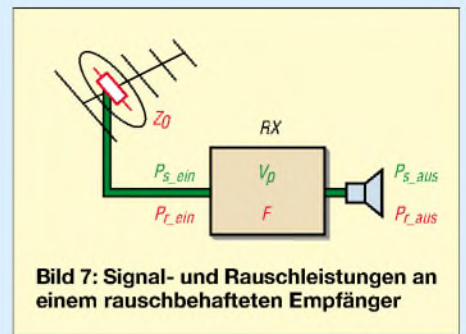 Z0
RX
Ps_ein
Vp
Ps_aus
Pr_ein
F
Pr_aus
Bild 7: Signal- und Rauschleistungen an
einem rauschbehafteten Empfänger